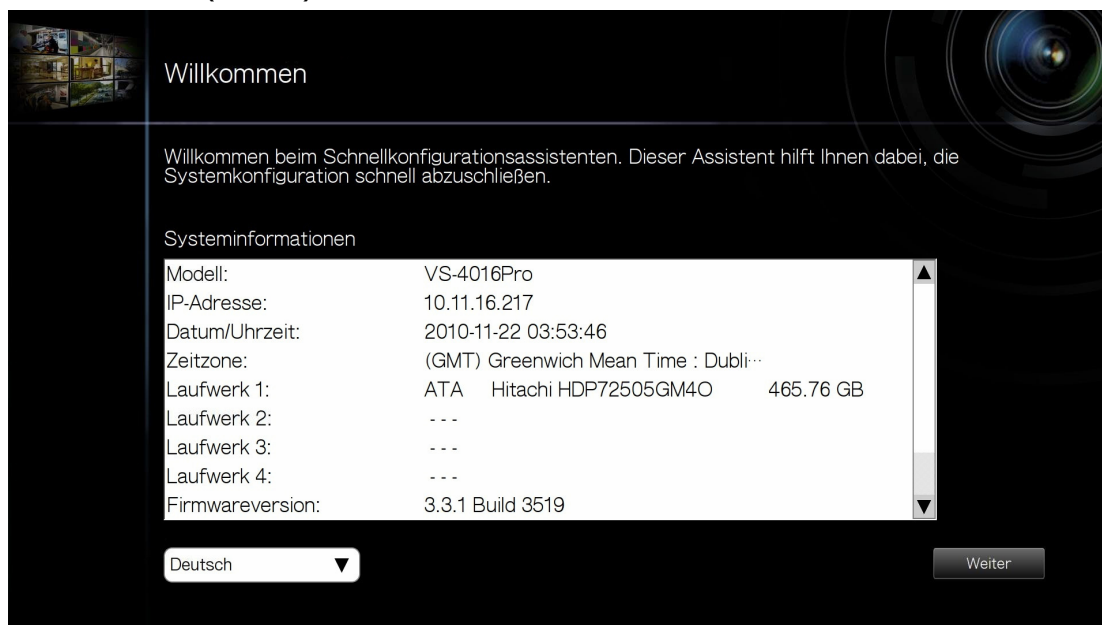 Willkommen
Willkommen beim Schnellkonfigurationsassistenten. Dieser Assistent hilft Ihnen dabei, die
Systemkonfiguration schnell abzuschließen.
Systeminformationen
Modell: VS-4016Pro
IP-Adresse: 10.11.16.217
Datum/Uhrzeit: 2010-11-22 03:53:46
Zeitzone: (GMT) Greenwich Mean Time : Dubli···
Laufwerk 1: ATA Hitachi HDP72505GM4O 465.76 GB
Laufwerk 2: - - -
Laufwerk 3: - - -
Laufwerk 4: - - -
Firmwareversion: 3.3.1 Build 3519
Deutsch ▼ Weiter